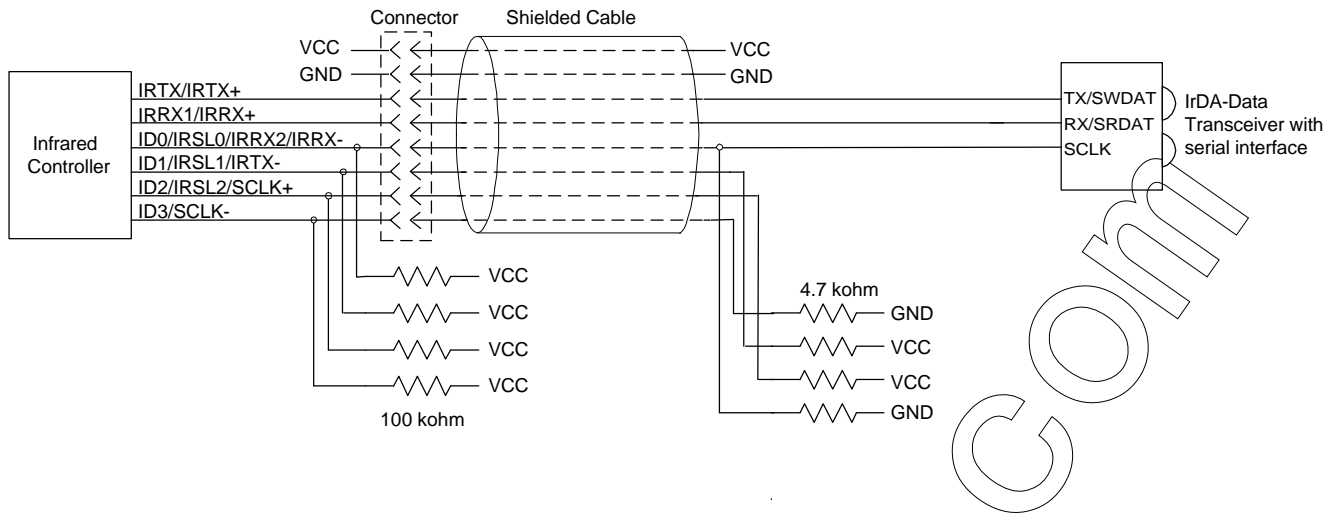 Connector
Shielded Cable
VCC
VCC
GND
GND
IRTX/IRTX+
IRRX1/IRRX+
ID0/IRSL0/IRRX2/IRRX-
ID1/IRSL1/IRTX-
ID2/IRSL2/SCLK+
ID3/SCLK-
Infrared
Controller
TX/SWDAT
RX/SRDAT
SCLK
IrDA-Data
Transceiver with
serial interface
VCC
VCC
VCC
VCC
100 kohm
4.7 kohm
GND
VCC
VCC
GND
Com